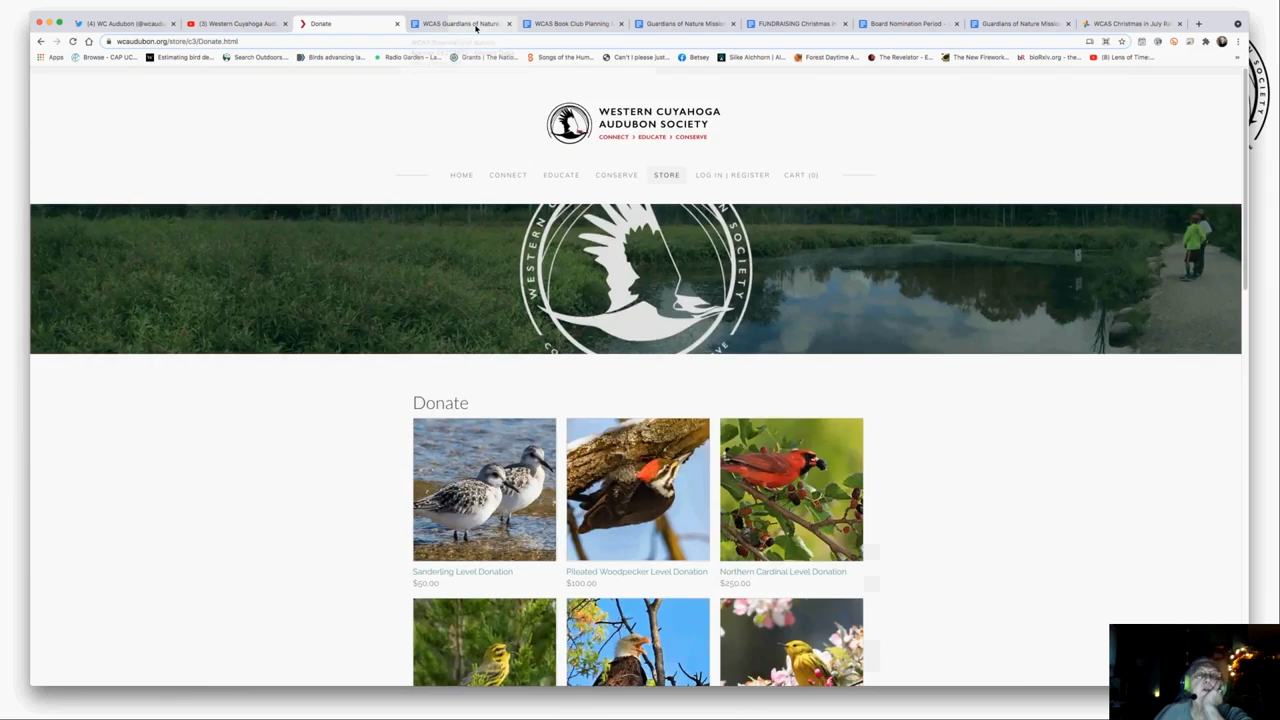 (4) WC Audubon (@wcaudu
(3) Western Cuyahoga Aud
Donate
WCAS Guardians of Nature
WCAS Book Club Planning
Guardians of Nature Missio
FUNDRAISING Christmas in
Board Nomination Period -
Guardians of Nature Missio
WCAS Christmas in July Ra
wcaudubon.org/store/c3/Donate.html
Apps
Browse - CAP UC...
Estimating bird de...
Search Outdoors....
Birds advancing la...
Radio Garden – La...
Grants | The Natio...
Songs of the Hum...
Can't I please just...
Betsey
Silke Aichhorn | Al...
Forest Daytime A...
The Revelator - E...
The New Firework...
bioRxiv.org - the...
(8) Lens of Time:...
WESTERN CUYAHOGA
AUDUBON SOCIETY
CONNECT › EDUCATE › CONSERVE
HOME
CONNECT
EDUCATE
CONSERVE
STORE
LOG IN | REGISTER
CART (0)
Donate
Sanderling Level Donation
$50.00
Pileated Woodpecker Level Donation
$100.00
Northern Cardinal Level Donation
$250.00